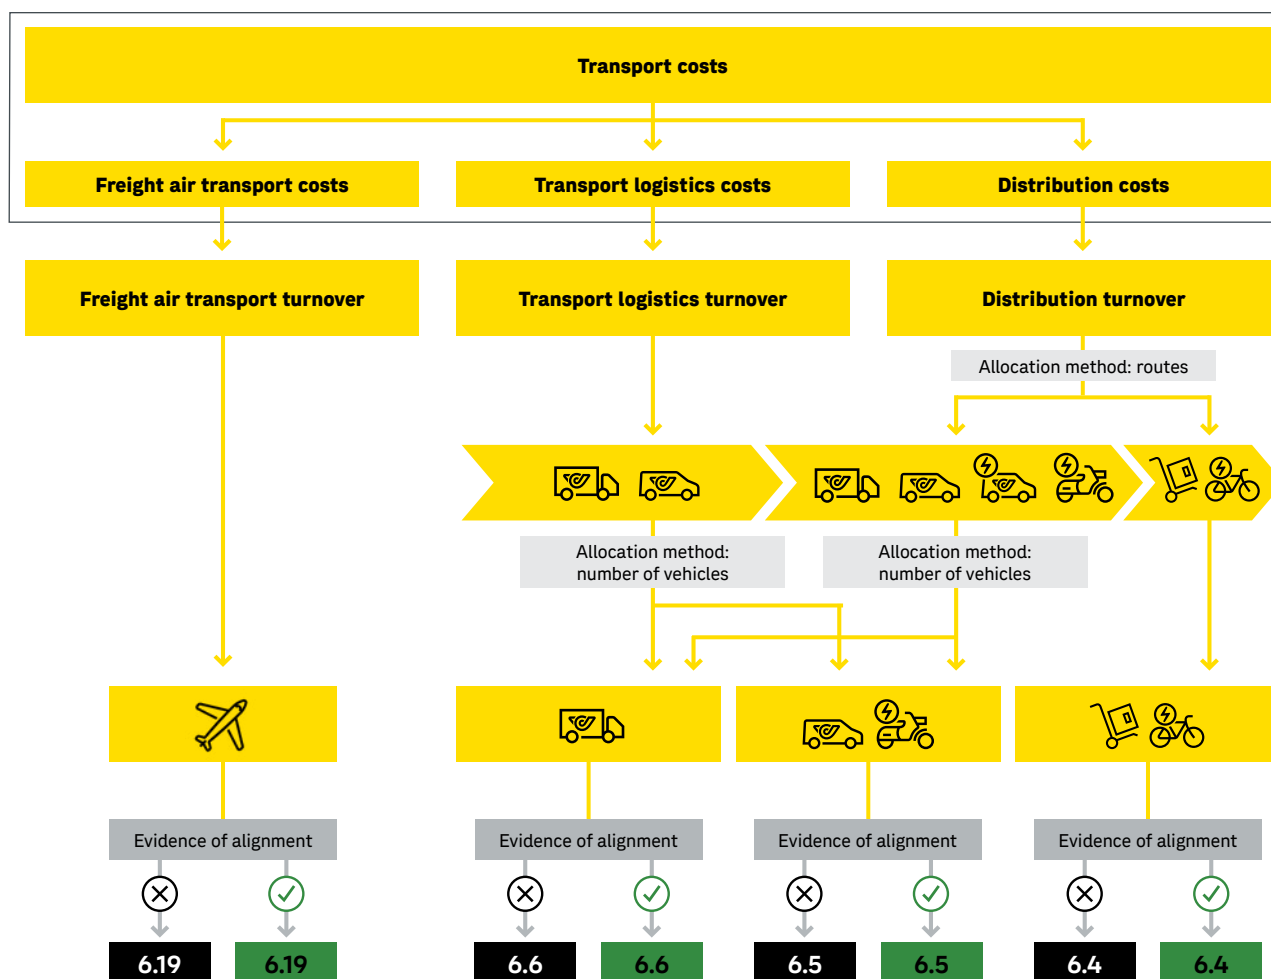 Transport costs
Freight air transport costs
Transport logistics costs
Distribution costs
Freight air transport turnover
Transport logistics turnover
Distribution turnover
Allocation method: routes
Allocation method:
number of vehicles
Allocation method:
number of vehicles
Evidence of alignment
Evidence of alignment
Evidence of alignment
Evidence of alignment
6.19
6.19
6.6
6.6
6.5
6.5
6.4
6.4